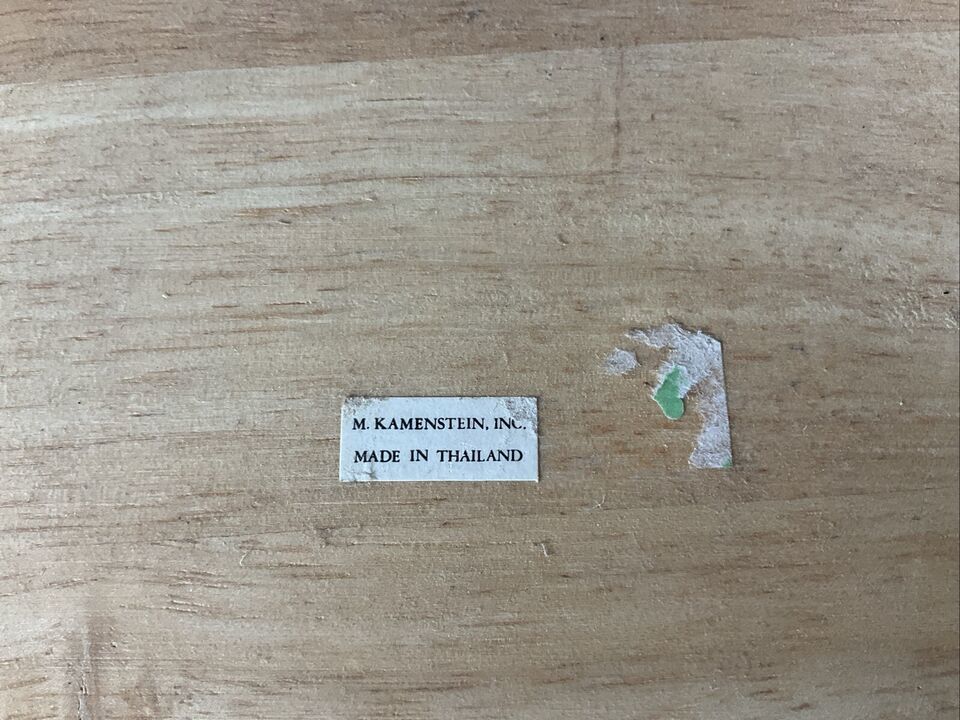 M. KAMENSTEIN, INC.
MADE IN THAILAND